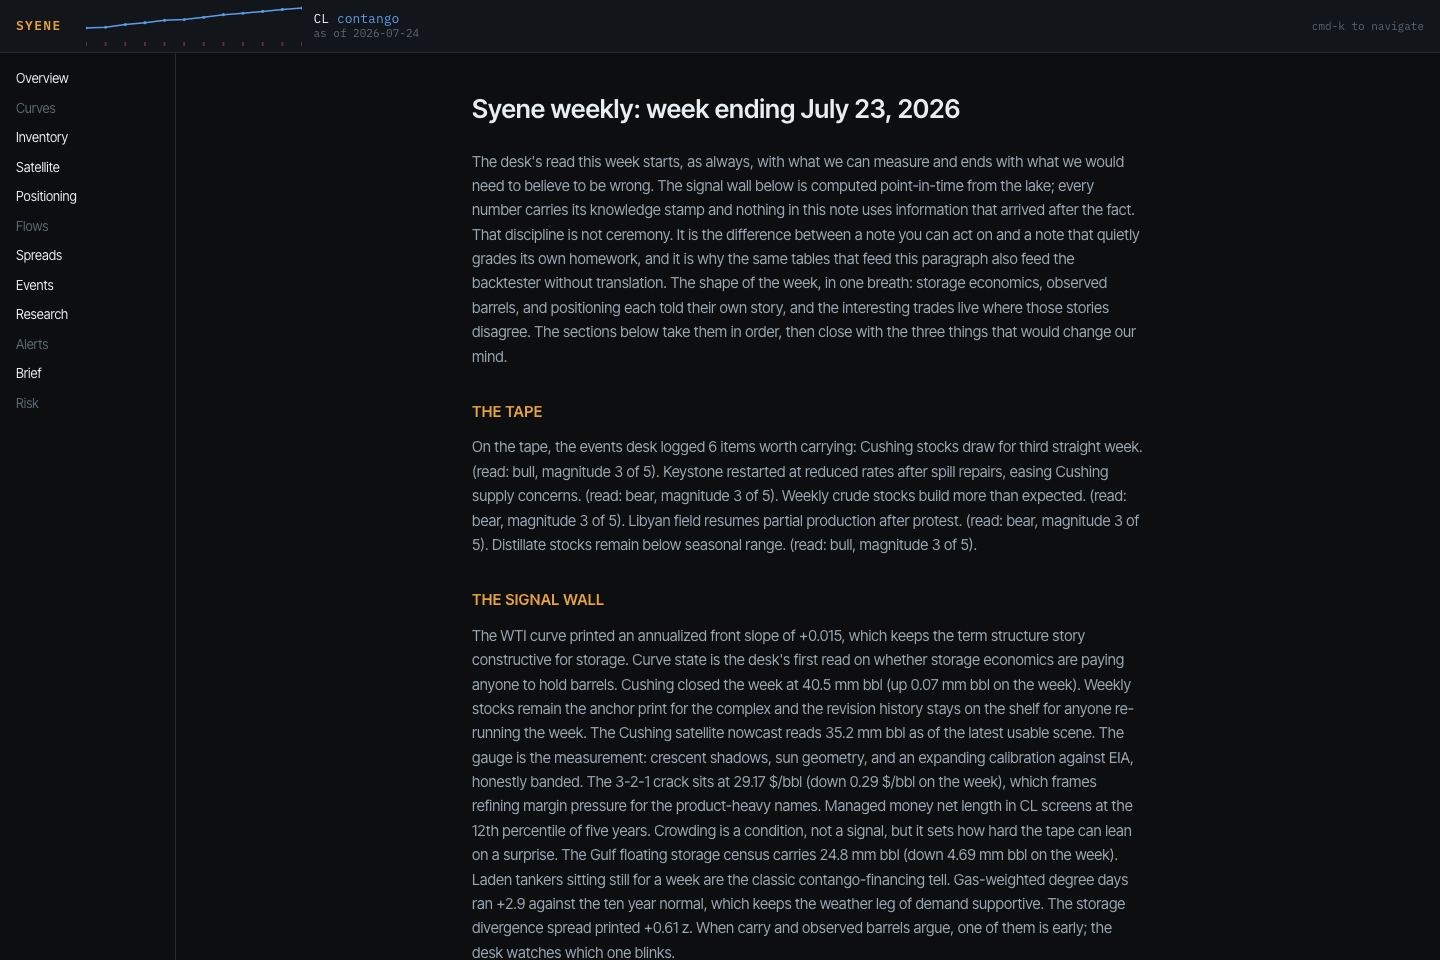 SYENE
CL contango
as of 2026-07-24
cmd-k to navigate
Overview
Curves
Inventory
Satellite
Positioning
Flows
Spreads
Events
Research
Alerts
Brief
Risk
Syene weekly: week ending July 23, 2026
The desk's read this week starts, as always, with what we can measure and ends with what we would
need to believe to be wrong. The signal wall below is computed point-in-time from the lake; every
number carries its knowledge stamp and nothing in this note uses information that arrived after the fact.
That discipline is not ceremony. It is the difference between a note you can act on and a note that quietly
grades its own homework, and it is why the same tables that feed this paragraph also feed the
backtester without translation. The shape of the week, in one breath: storage economics, observed
barrels, and positioning each told their own story, and the interesting trades live where those stories
disagree. The sections below take them in order, then close with the three things that would change our
mind.
THE TAPE
On the tape, the events desk logged 6 items worth carrying: Cushing stocks draw for third straight week.
(read: bull, magnitude 3 of 5). Keystone restarted at reduced rates after spill repairs, easing Cushing
supply concerns. (read: bear, magnitude 3 of 5). Weekly crude stocks build more than expected. (read:
bear, magnitude 3 of 5). Libyan field resumes partial production after protest. (read: bear, magnitude 3 of
5). Distillate stocks remain below seasonal range. (read: bull, magnitude 3 of 5).
THE SIGNAL WALL
The WTI curve printed an annualized front slope of +0.015, which keeps the term structure story
constructive for storage. Curve state is the desk's first read on whether storage economics are paying
anyone to hold barrels. Cushing closed the week at 40.5 mm bbl (up 0.07 mm bbl on the week). Weekly
stocks remain the anchor print for the complex and the revision history stays on the shelf for anyone re-
running the week. The Cushing satellite nowcast reads 35.2 mm bbl as of the latest usable scene. The
gauge is the measurement: crescent shadows, sun geometry, and an expanding calibration against EIA,
honestly banded. The 3-2-1 crack sits at 29.17 $/bbl (down 0.29 $/bbl on the week), which frames
refining margin pressure for the product-heavy names. Managed money net length in CL screens at the
12th percentile of five years. Crowding is a condition, not a signal, but it sets how hard the tape can lean
on a surprise. The Gulf floating storage census carries 24.8 mm bbl (down 4.69 mm bbl on the week).
Laden tankers sitting still for a week are the classic contango-financing tell. Gas-weighted degree days
ran +2.9 against the ten year normal, which keeps the weather leg of demand supportive. The storage
divergence spread printed +0.61 z. When carry and observed barrels argue, one of them is early; the
desk watches which one blinks.